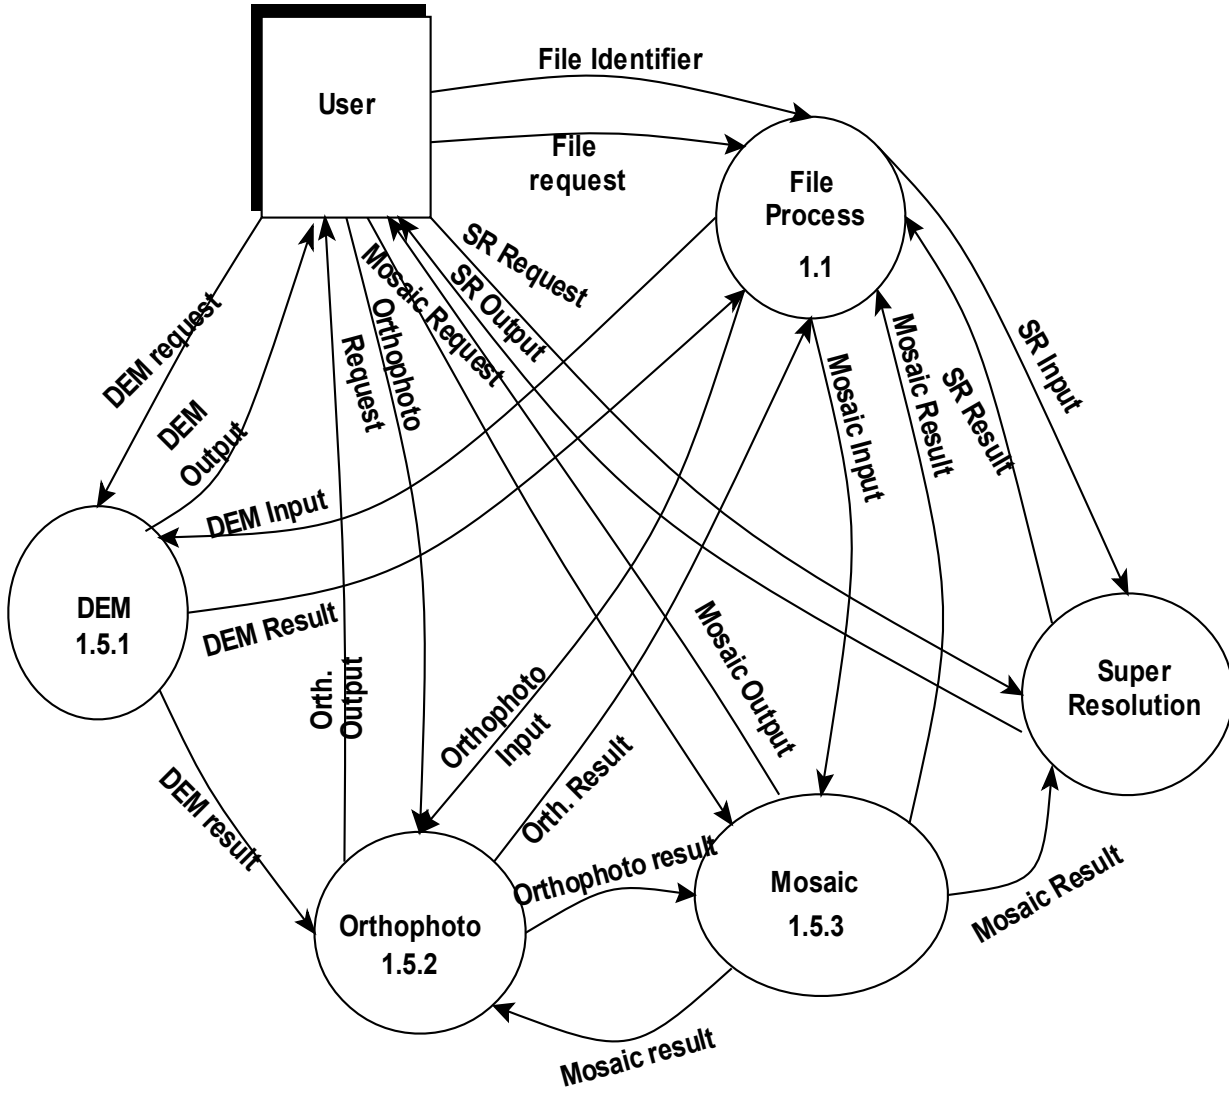 File Identifier
User
File
request
File
Process
1.1
SR Request
SR Output
Mosaic Request
Orthophoto
Request
DEM request
DEM
Output
Mosaic Input
Mosaic Result
SR Result
SR Input
DEM Input
DEM Result
DEM
1.5.1
Orth.
Output
Orthophoto
Input
Orth. Result
Mosaic Output
Super
Resolution
DEM result
Orthophoto result
Orthophoto
1.5.2
Mosaic
1.5.3
Mosaic Result
Mosaic result